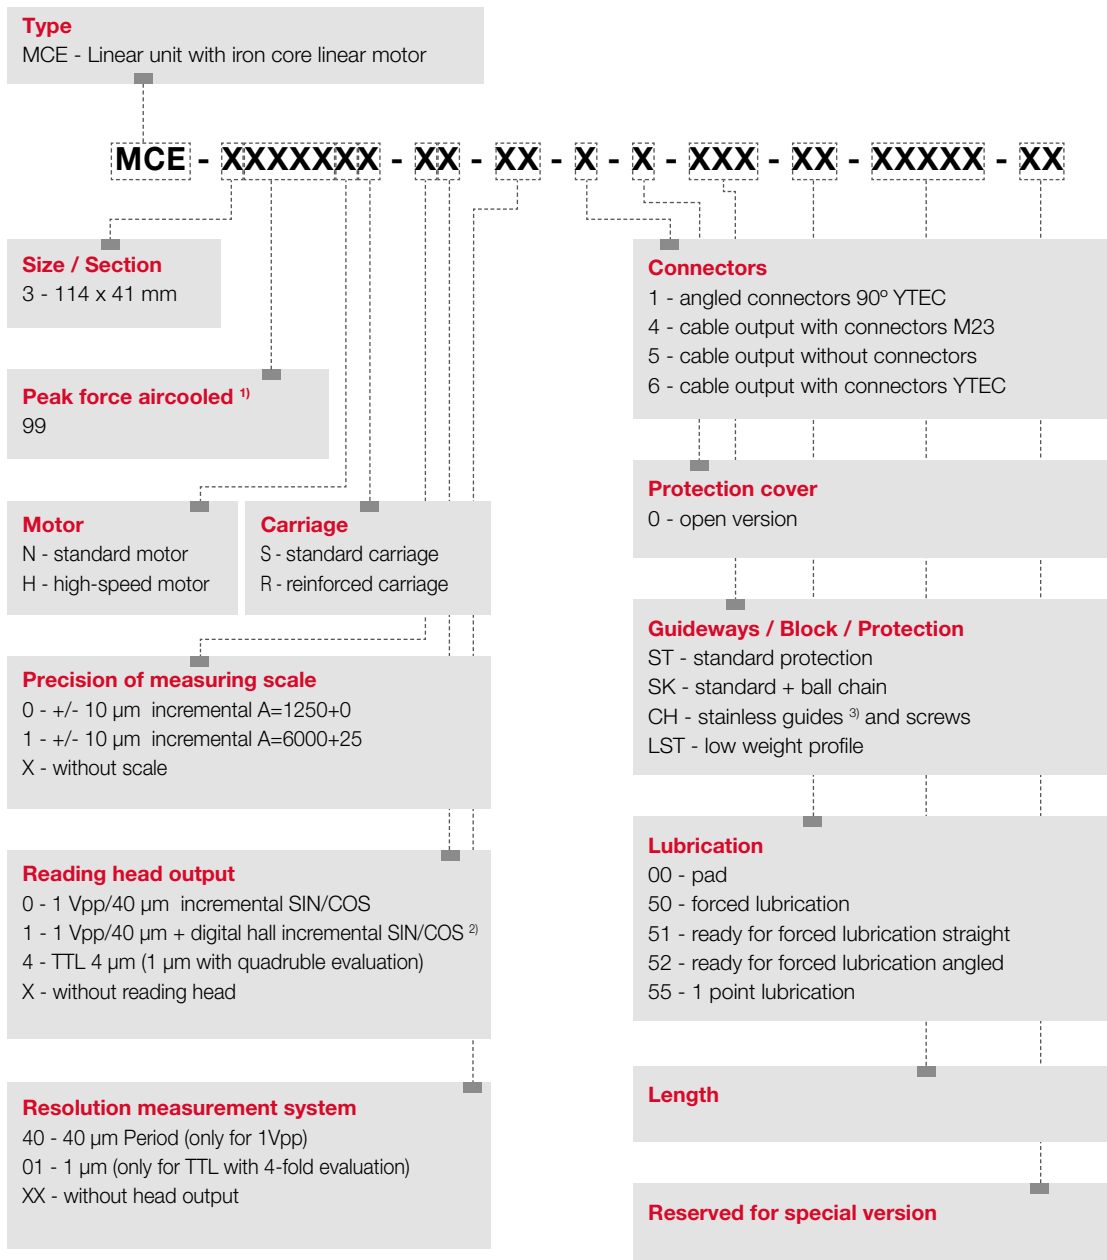 Type
MCE - Linear unit with iron core linear motor
MCE - XXXXXXX - XX - XX - X - X - XXX - XX - XXXXX - XX
Size / Section
3 - 114 x 41 mm
Peak force aircooled 1)
99
Motor
N - standard motor
H - high-speed motor
Carriage
S - standard carriage
R - reinforced carriage
Precision of measuring scale
0 - +/- 10 µm incremental A=1250+0
1 - +/- 10 µm incremental A=6000+25
X - without scale
Reading head output
0 - 1 Vpp/40 µm incremental SIN/COS
1 - 1 Vpp/40 µm + digital hall incremental SIN/COS 2)
4 - TTL 4 µm (1 µm with quadruble evaluation)
X - without reading head
Resolution measurement system
40 - 40 µm Period (only for 1Vpp)
01 - 1 µm (only for TTL with 4-fold evaluation)
XX - without head output
Connectors
1 - angled connectors 90º YTEC
4 - cable output with connectors M23
5 - cable output without connectors
6 - cable output with connectors YTEC
Protection cover
0 - open version
Guideways / Block / Protection
ST - standard protection
SK - standard + ball chain
CH - stainless guides 3) and screws
LST - low weight profile
Lubrication
00 - pad
50 - forced lubrication
51 - ready for forced lubrication straight
52 - ready for forced lubrication angled
55 - 1 point lubrication
Length
Reserved for special version